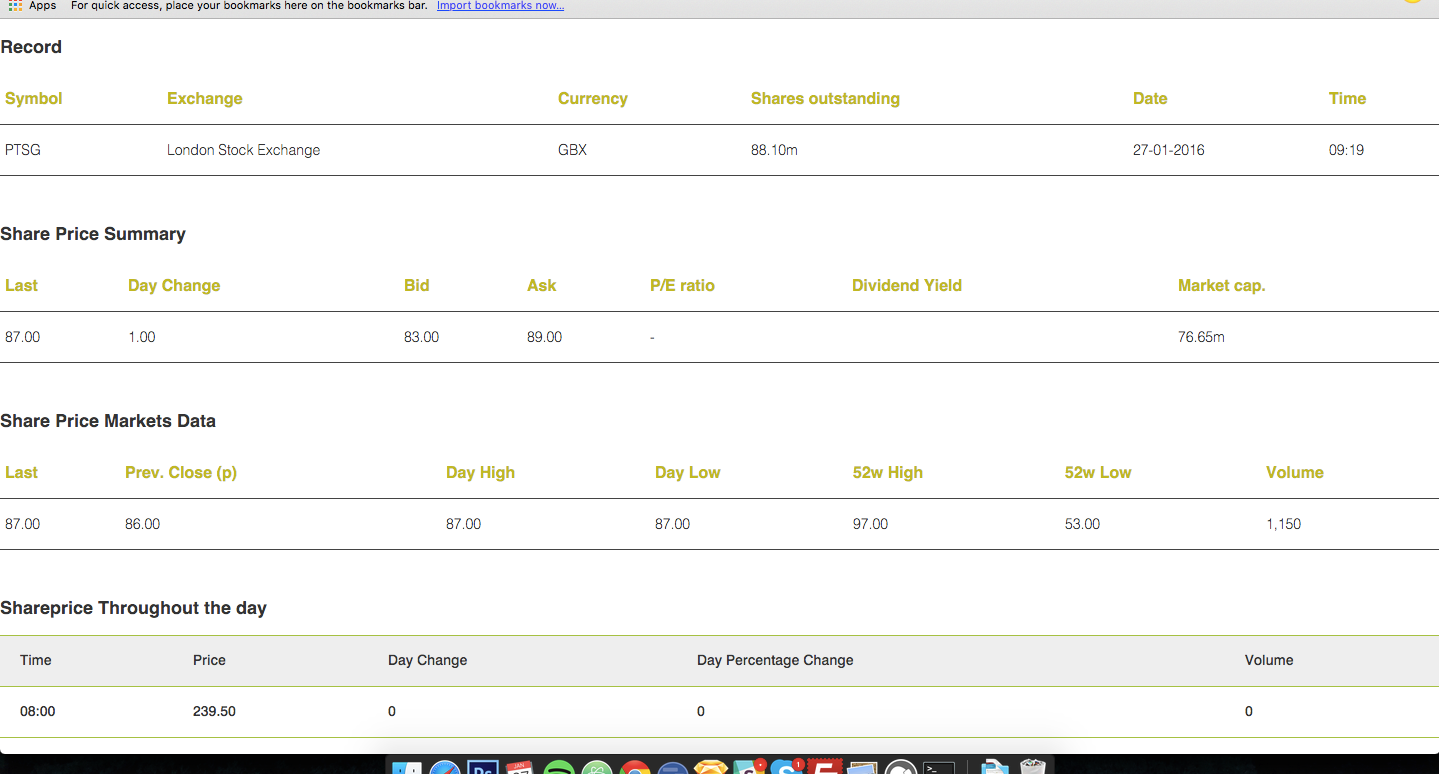 Apps For quick access, place your bookmarks here on the bookmarks bar. Import bookmarks now...
Record
Symbol Exchange Currency Shares outstanding Date Time
PTSG London Stock Exchange GBX 88.10m 27-01-2016 09:19
Share Price Summary
Last Day Change Bid Ask P/E ratio Dividend Yield Market cap.
87.00 1.00 83.00 89.00 - 76.65m
Share Price Markets Data
Last Prev. Close (p) Day High Day Low 52w High 52w Low Volume
87.00 86.00 87.00 87.00 97.00 53.00 1,150
Shareprice Throughout the day
Time Price Day Change Day Percentage Change Volume
08:00 239.50 0 0 0
JAN
1